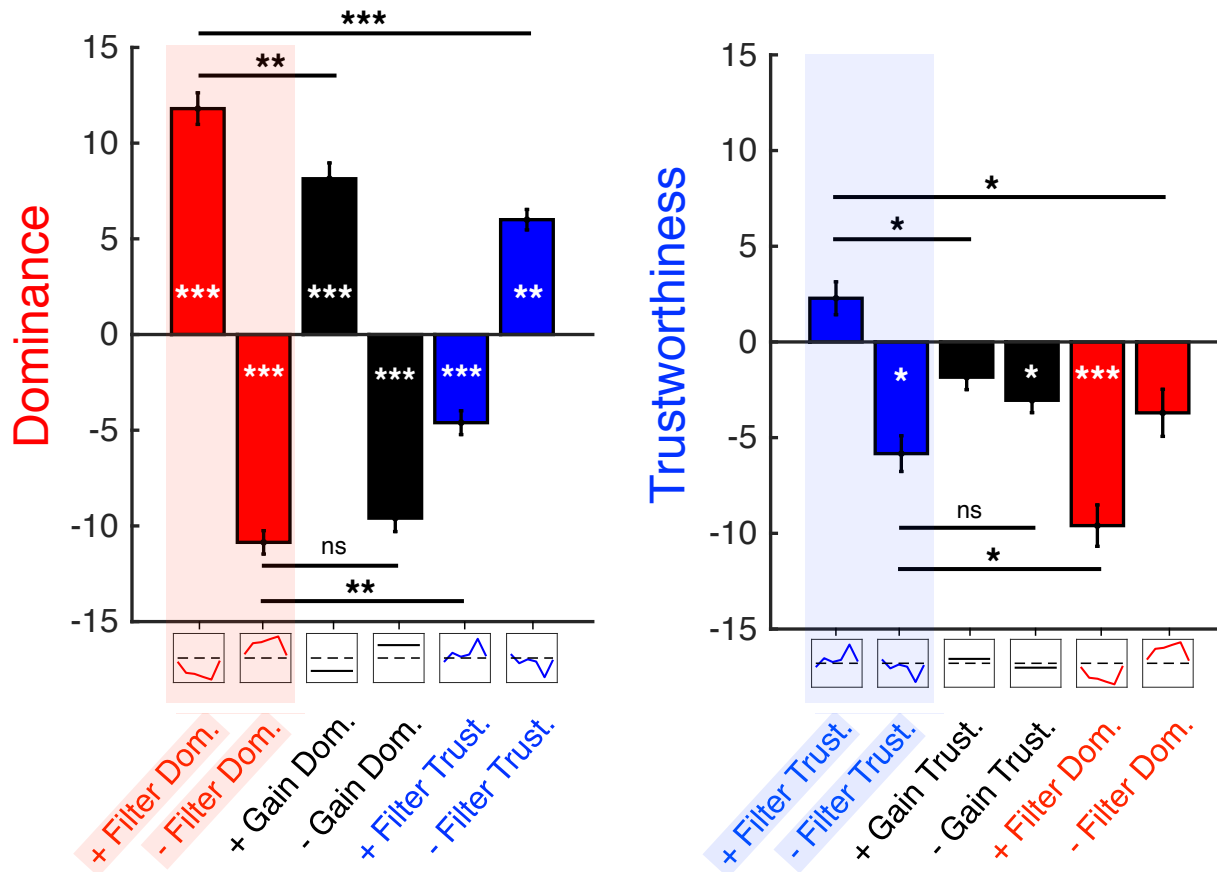 ***
**
15
10
5
0
-5
-10
-15
Dominance
***
***
**
***
***
***
ns
**
+ Filter Dom.
- Filter Dom.
+ Gain Dom.
- Gain Dom.
+ Filter Trust.
- Filter Trust.
15
10
5
0
-5
-10
-15
Trustworthiness
*
*
*
*
***
ns
*
+ Filter Trust.
- Filter Trust.
+ Gain Trust.
- Gain Trust.
+ Filter Dom.
- Filter Dom.